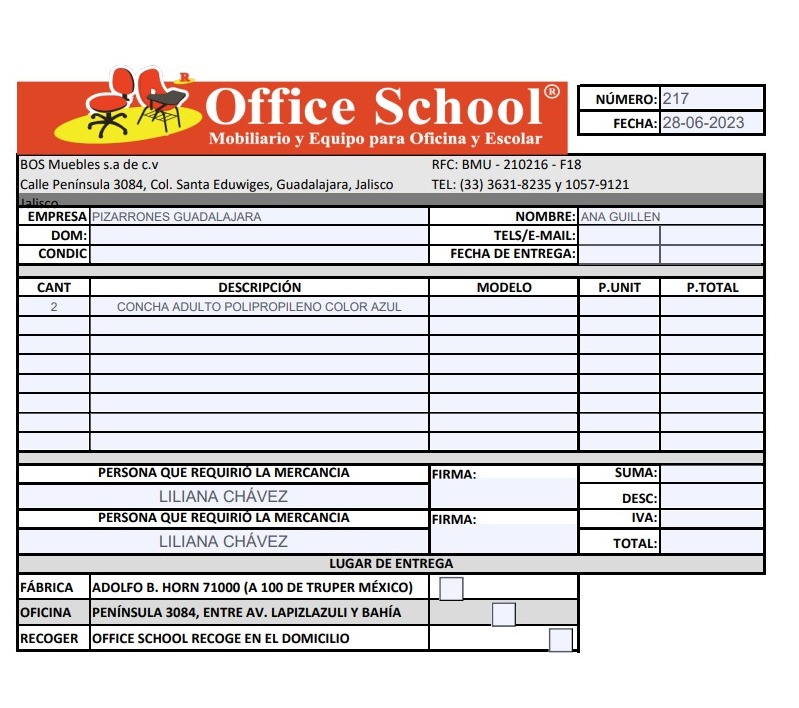 R
Office School®
Mobiliario y Equipo para Oficina y Escolar
NÚMERO: 217
FECHA: 28-06-2023
BOS Muebles s.a de c.v RFC: BMU - 210216 - F18
Calle Península 3084, Col. Santa Eduwiges, Guadalajara, Jalisco TEL: (33) 3631-8235 y 1057-9121
Jalisco
EMPRESA PIZARRONES GUADALAJARA NOMBRE: ANA GUILLEN
DOM: TELS/E-MAIL:
CONDIC FECHA DE ENTREGA:
CANT DESCRIPCIÓN MODELO P.UNIT P.TOTAL
2 CONCHA ADULTO POLIPROPILENO COLOR AZUL
PERSONA QUE REQUIRIÓ LA MERCANCIA FIRMA: SUMA:
LILIANA CHÁVEZ DESC:
PERSONA QUE REQUIRIÓ LA MERCANCIA FIRMA: IVA:
LILIANA CHÁVEZ TOTAL:
LUGAR DE ENTREGA
FÁBRICA ADOLFO B. HORN 71000 (A 100 DE TRUPER MÉXICO)
OFICINA PENÍNSULA 3084, ENTRE AV. LAPIZLAZULI Y BAHÍA
RECOGER OFFICE SCHOOL RECOGE EN EL DOMICILIO